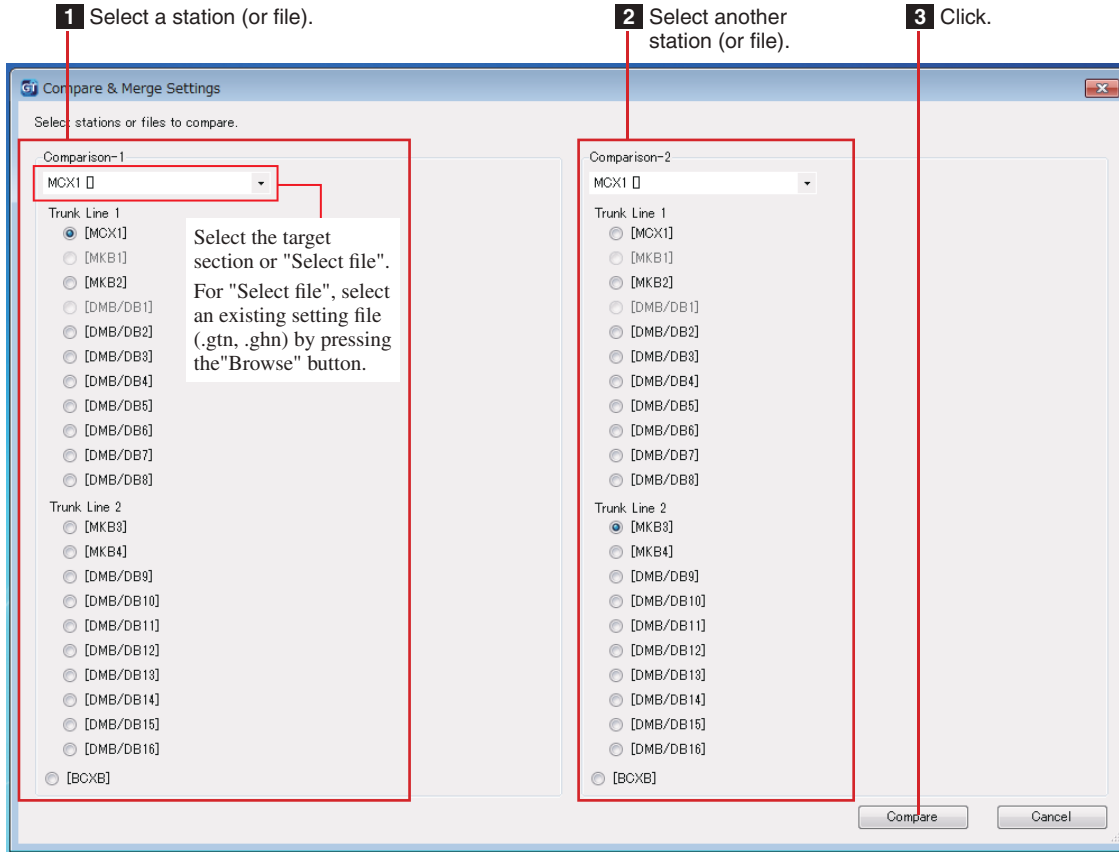 1 Select a station (or file).
2 Select another
station (or file).
3 Click.
GT Compare & Merge Settings
Select stations or files to compare.
Comparison-1
MCX1 []
Trunk Line 1
[MCX1]
[MKB1]
[MKB2]
[DMB/DB1]
[DMB/DB2]
[DMB/DB3]
[DMB/DB4]
[DMB/DB5]
[DMB/DB6]
[DMB/DB7]
[DMB/DB8]
Trunk Line 2
[MKB3]
[MKB4]
[DMB/DB9]
[DMB/DB10]
[DMB/DB11]
[DMB/DB12]
[DMB/DB13]
[DMB/DB14]
[DMB/DB15]
[DMB/DB16]
[BCXB]
Select the target
section or "Select file".
For "Select file", select
an existing setting file
(.gtn, .ghn) by pressing
the"Browse" button.
Comparison-2
MCX1 []
Trunk Line 1
[MCX1]
[MKB1]
[MKB2]
[DMB/DB1]
[DMB/DB2]
[DMB/DB3]
[DMB/DB4]
[DMB/DB5]
[DMB/DB6]
[DMB/DB7]
[DMB/DB8]
Trunk Line 2
[MKB3]
[MKB4]
[DMB/DB9]
[DMB/DB10]
[DMB/DB11]
[DMB/DB12]
[DMB/DB13]
[DMB/DB14]
[DMB/DB15]
[DMB/DB16]
[BCXB]
Compare
Cancel